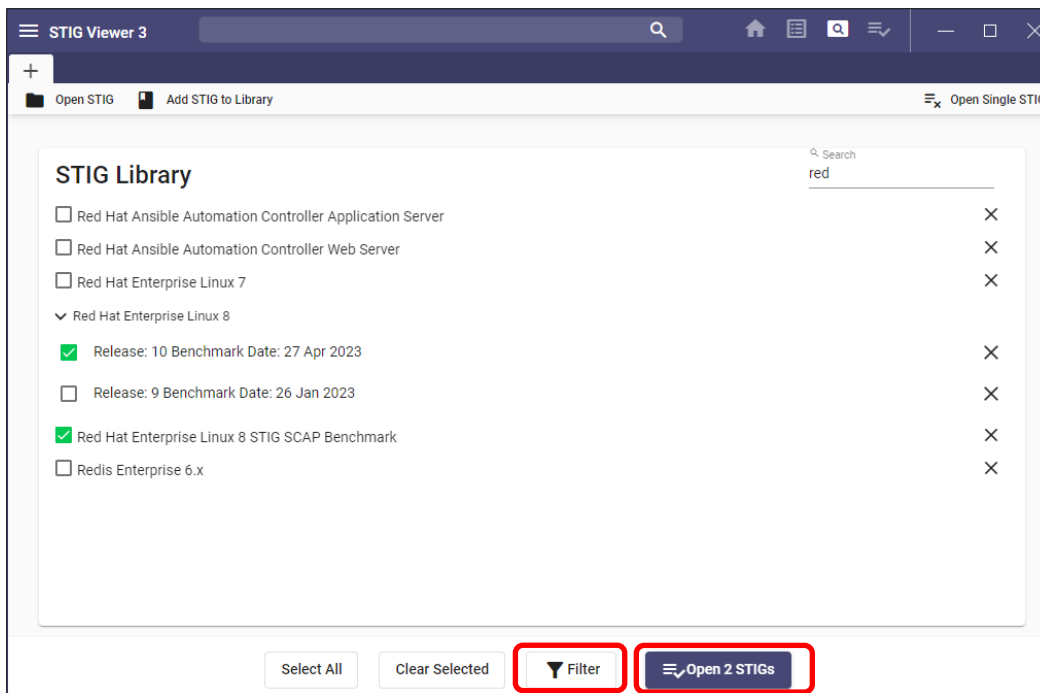 STIG Viewer 3
Open STIG Add STIG to Library Open Single STIG
STIG Library
Search
red
Red Hat Ansible Automation Controller Application Server
Red Hat Ansible Automation Controller Web Server
Red Hat Enterprise Linux 7
Red Hat Enterprise Linux 8
Release: 10 Benchmark Date: 27 Apr 2023
Release: 9 Benchmark Date: 26 Jan 2023
Red Hat Enterprise Linux 8 STIG SCAP Benchmark
Redis Enterprise 6.x
Select All Clear Selected Filter Open 2 STIGs